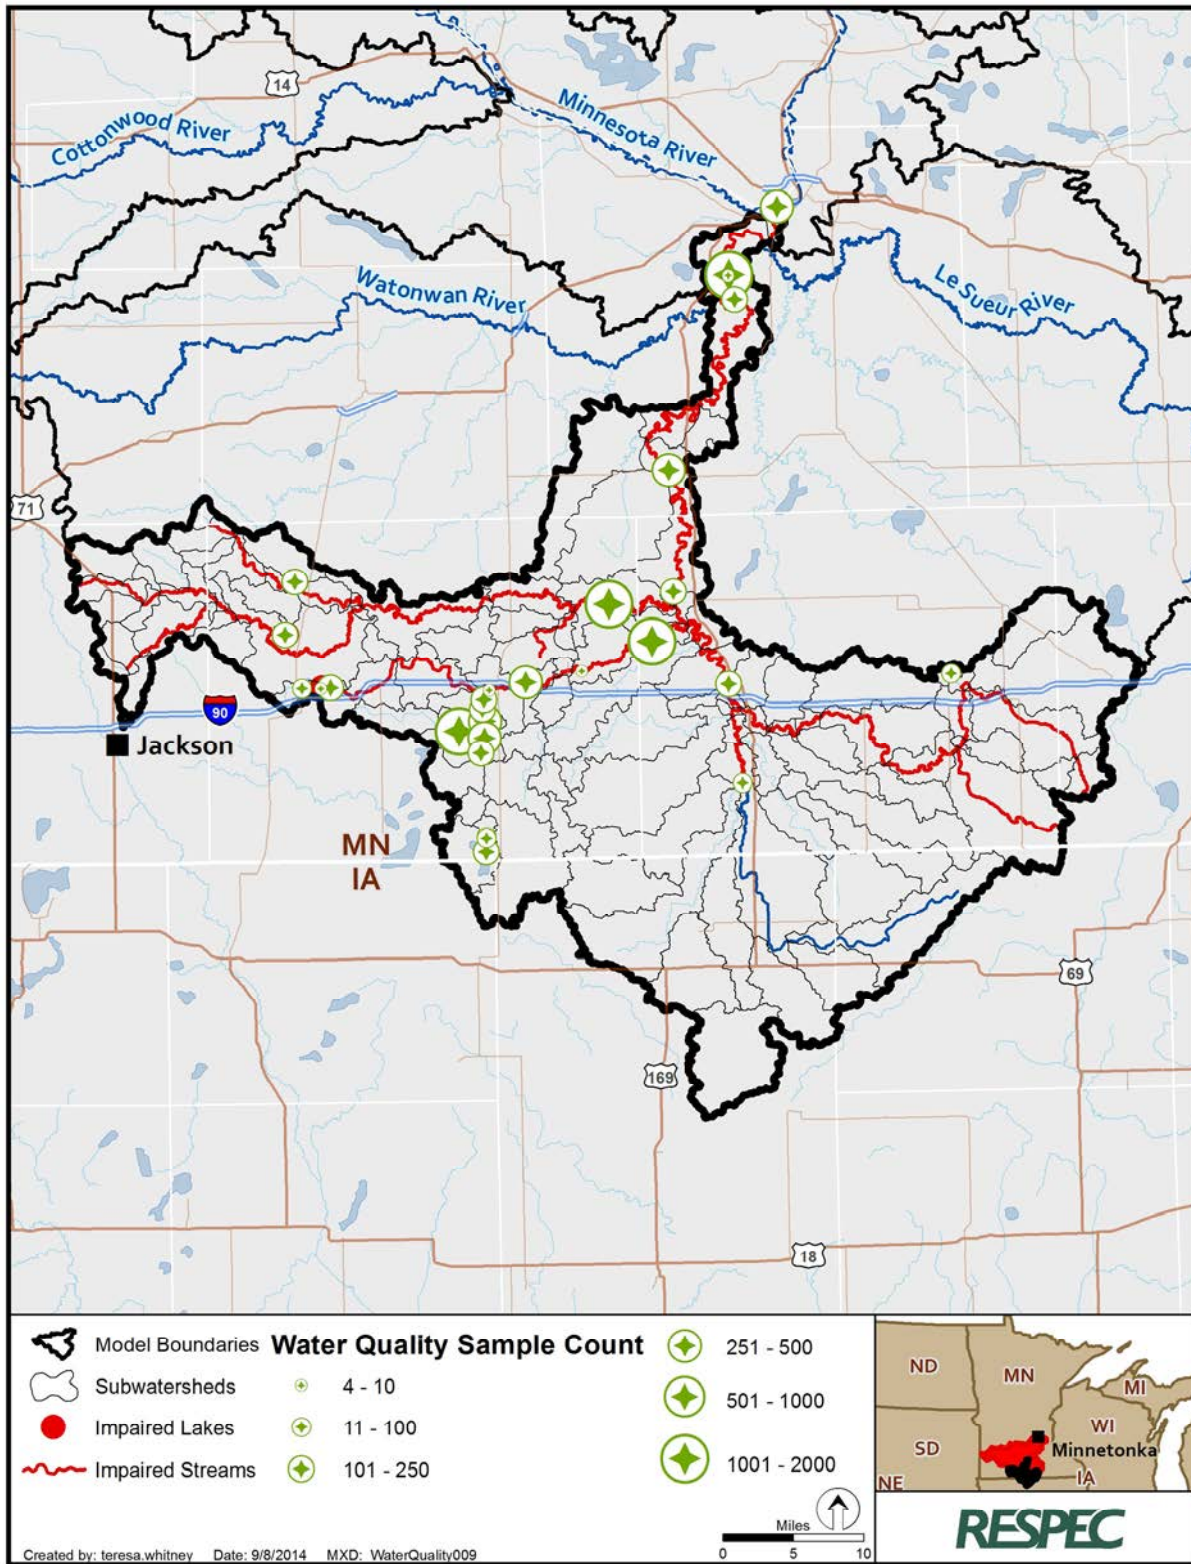 14
Cottonwood River
Minnesota River
Watonwan River
Le Sueur River
71
90
Jackson
MN
IA
69
169
18
Model Boundaries
Subwatersheds
Impaired Lakes
Impaired Streams
Water Quality Sample Count
4 - 10
11 - 100
101 - 250
251 - 500
501 - 1000
1001 - 2000
Miles
0 5 10
Created by: teresa.whitney Date: 9/8/2014 MXD: WaterQuality009
ND
MN
MI
SD
WI
Minnetonka
NE
IA
RESPEC